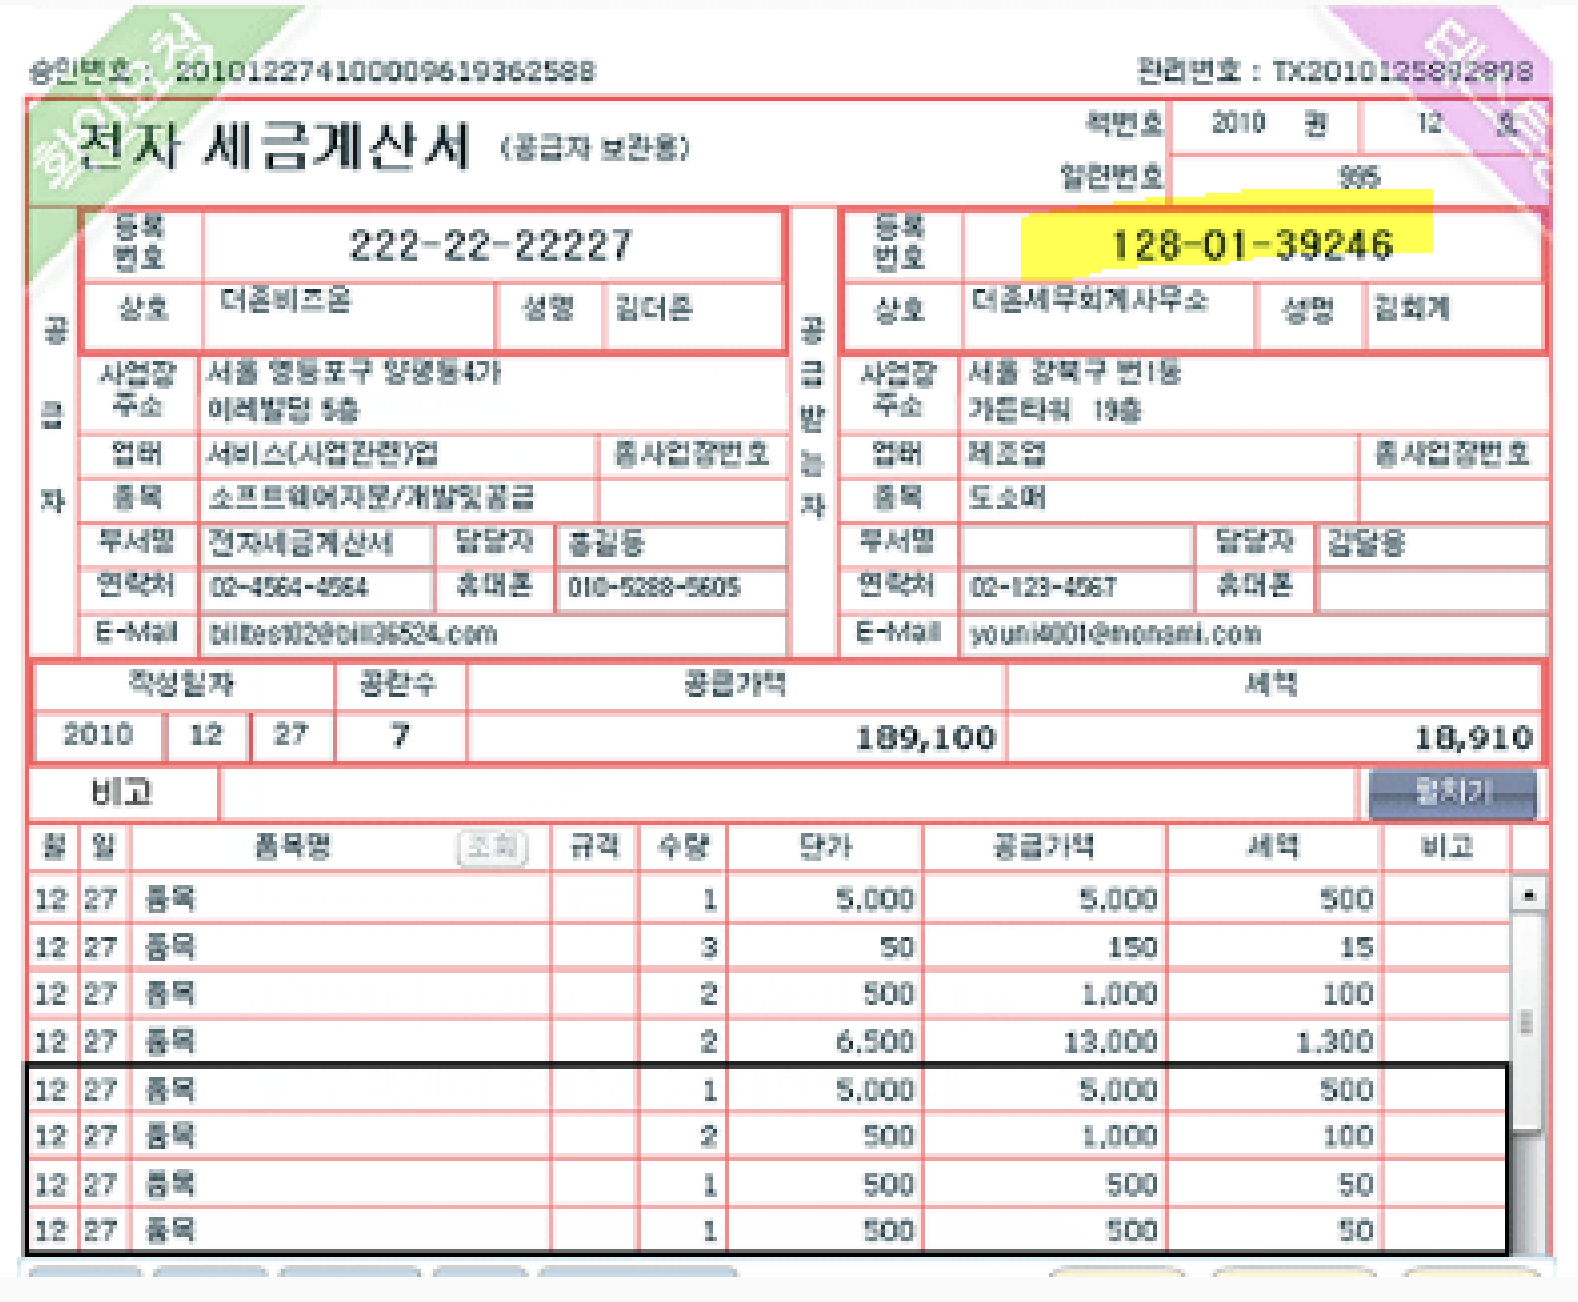 확인요청
테스트
승인번호 : 20101227410000961936258​8
관리번호 : TX2010125802898
전자 세금계산서 (공급자 보관용)
책번호 2010 권 12 호
일련번호 995
공급자
등록번호 222-22-22227
상호 더존비즈온 성명 김더존
사업장주소 서울 영등포구 양평동4가
이레빌딩 5층
업태 서비스(사업관련)업 종사업장번호
종목 소프트웨어자문/개발및공급
부서명 전자세금계산서 담당자 홍길동
연락처 02-4564-4564 휴대폰 010-5288-5605
E-Mail billtest02@bill36524.com
공급받는자
등록번호 128-01-39246
상호 더존세무회계사무소 성명 김회계
사업장주소 서울 강북구 번1동
가든타워 19층
업태 제조업 종사업장번호
종목 도소매
부서명 담당자 김달용
연락처 02-123-4567 휴대폰
E-Mail youni4001@monami.com
작성일자 공란수 공급가액 세액
2010 12 27 7 189,100 18,910
비고 펼치기
월 일 품목명 조회 규격 수량 단가 공급가액 세액 비고
12 27 품목 1 5,000 5,000 500
12 27 품목 3 50 150 15
12 27 품목 2 500 1,000 100
12 27 품목 2 6,500 13,000 1,300
12 27 품목 1 5,000 5,000 500
12 27 품목 2 500 1,000 100
12 27 품목 1 500 500 50
12 27 품목 1 500 500 50